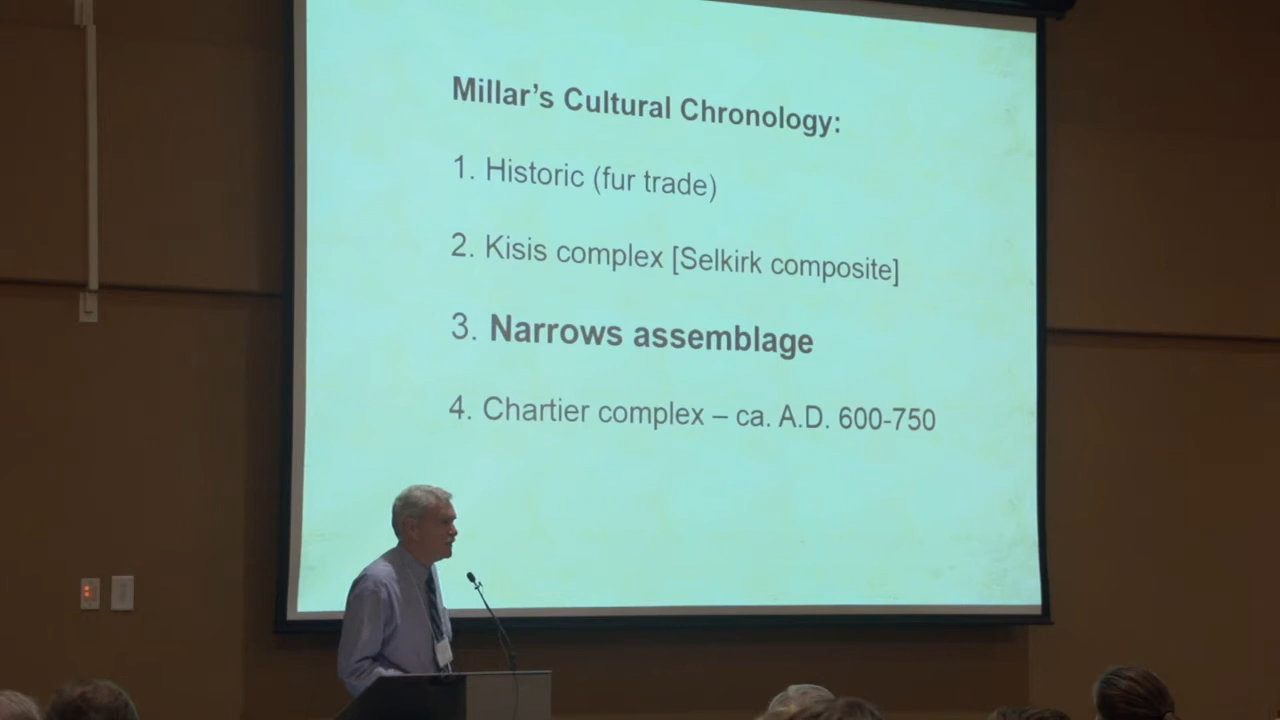 Millar's Cultural Chronology:
1. Historic (fur trade)
2. Kisis complex [Selkirk composite]
3. Narrows assemblage
4. Chartier complex – ca. A.D. 600-750